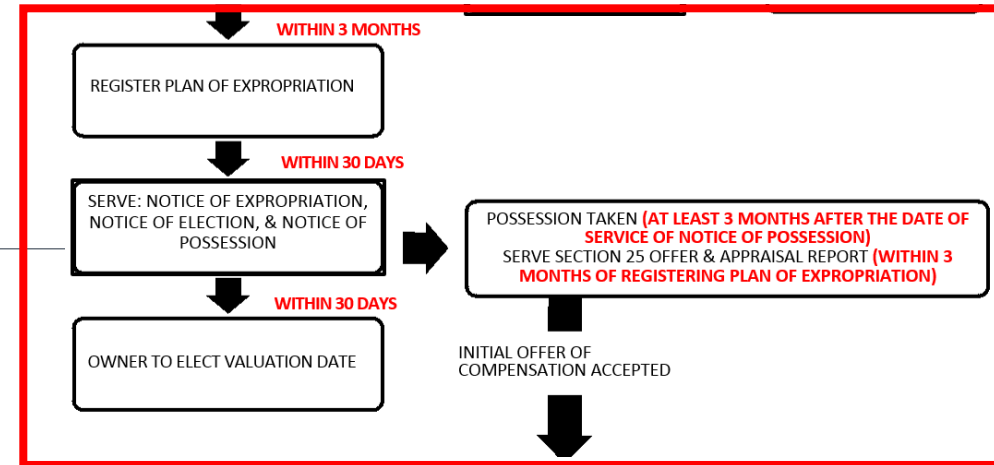 WITHIN 3 MONTHS
REGISTER PLAN OF EXPROPRIATION
WITHIN 30 DAYS
SERVE: NOTICE OF EXPROPRIATION,
NOTICE OF ELECTION, & NOTICE OF
POSSESSION
POSSESSION TAKEN (AT LEAST 3 MONTHS AFTER THE DATE OF
SERVICE OF NOTICE OF POSSESSION)
SERVE SECTION 25 OFFER & APPRAISAL REPORT (WITHIN 3
MONTHS OF REGISTERING PLAN OF EXPROPRIATION)
WITHIN 30 DAYS
OWNER TO ELECT VALUATION DATE
INITIAL OFFER OF
COMPENSATION ACCEPTED